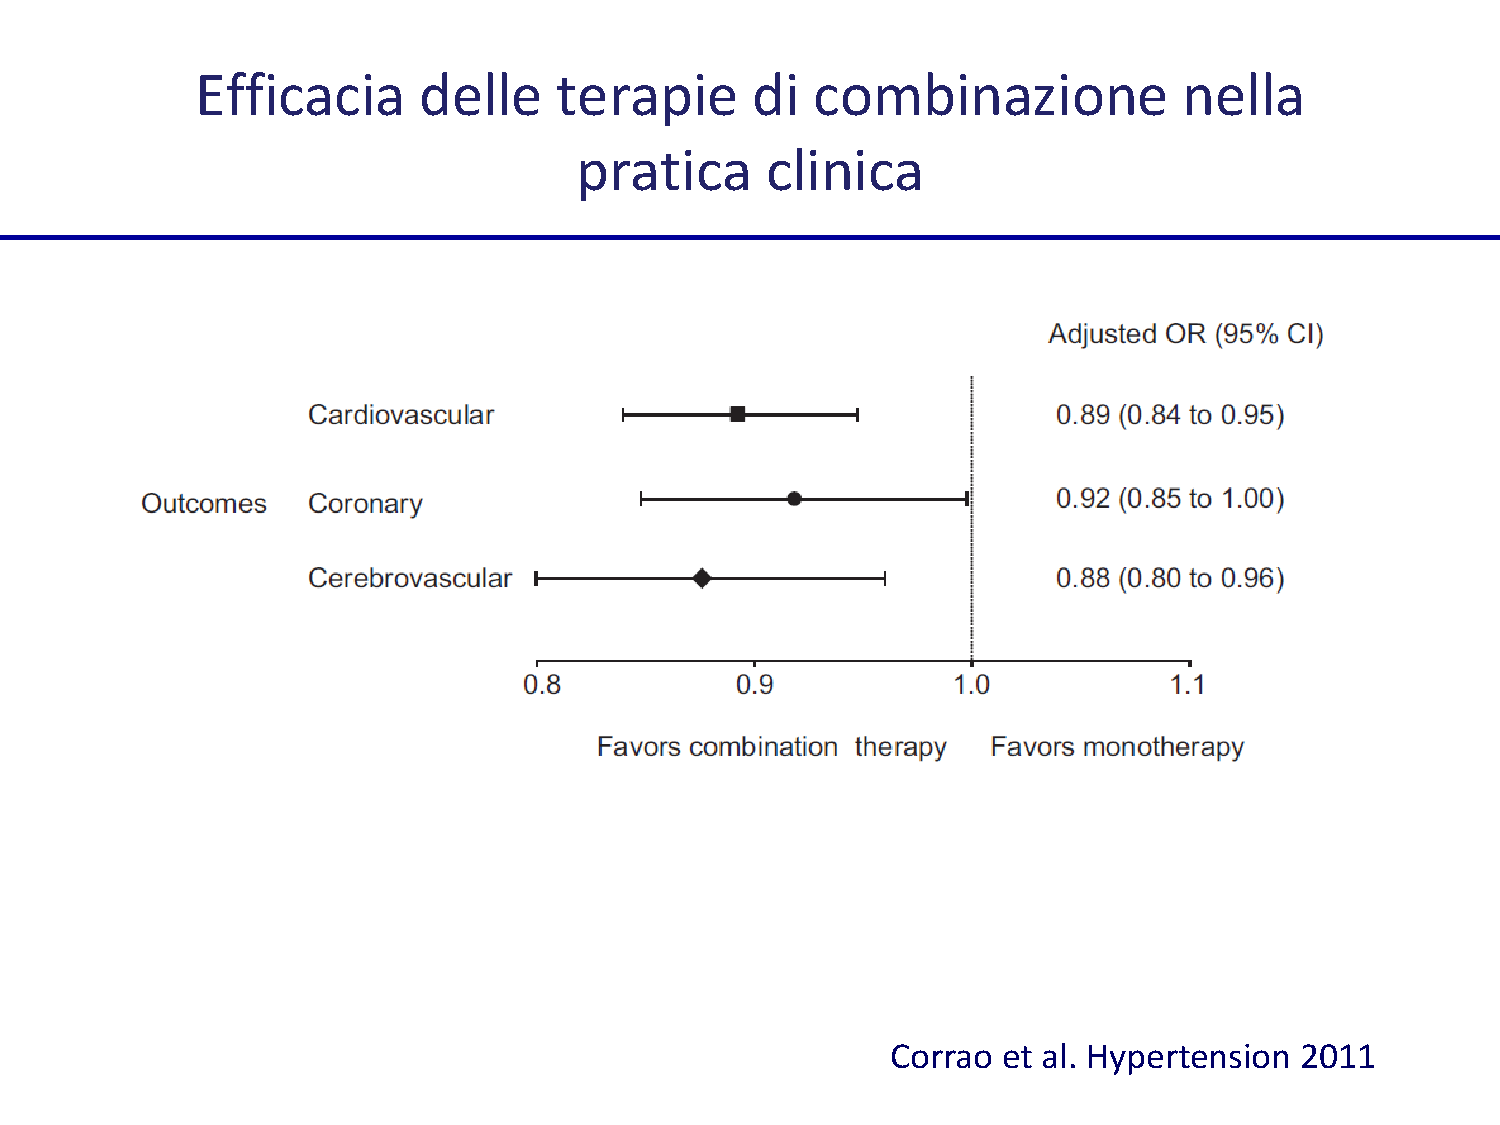 Efficacia delle terapie di combinazione nella
pratica clinica
Adjusted OR (95% CI)
Cardiovascular 0.89 (0.84 to 0.95)
Outcomes Coronary 0.92 (0.85 to 1.00)
Cerebrovascular 0.88 (0.80 to 0.96)
0.8 0.9 1.0 1.1
Favors combination therapy Favors monotherapy
Corrao et al. Hypertension 2011